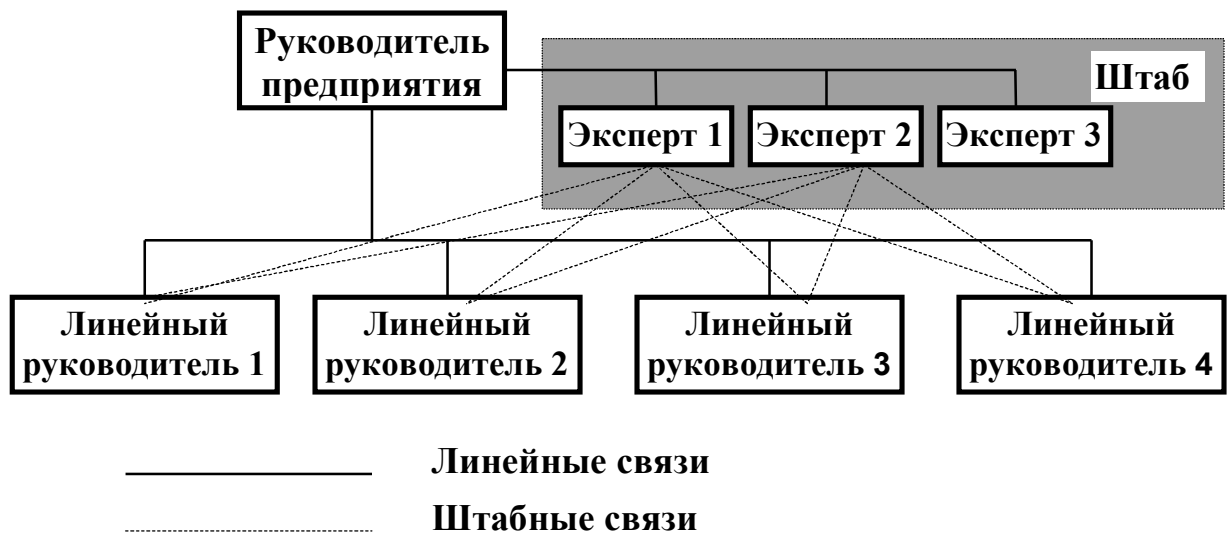 Руководитель
предприятия
Штаб
Эксперт 1
Эксперт 2
Эксперт 3
Линейный
руководитель 1
Линейный
руководитель 2
Линейный
руководитель 3
Линейный
руководитель 4
Линейные связи
Штабные связи